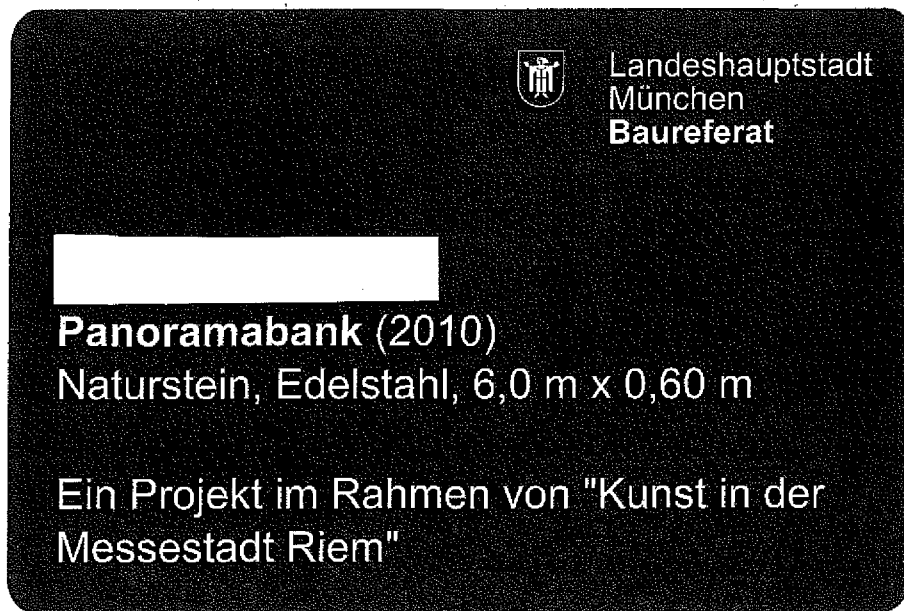 Landeshauptstadt
München
Baureferat
Panoramabank (2010)
Naturstein, Edelstahl, 6,0 m x 0,60 m
Ein Projekt im Rahmen von "Kunst in der
Messestadt Riem"